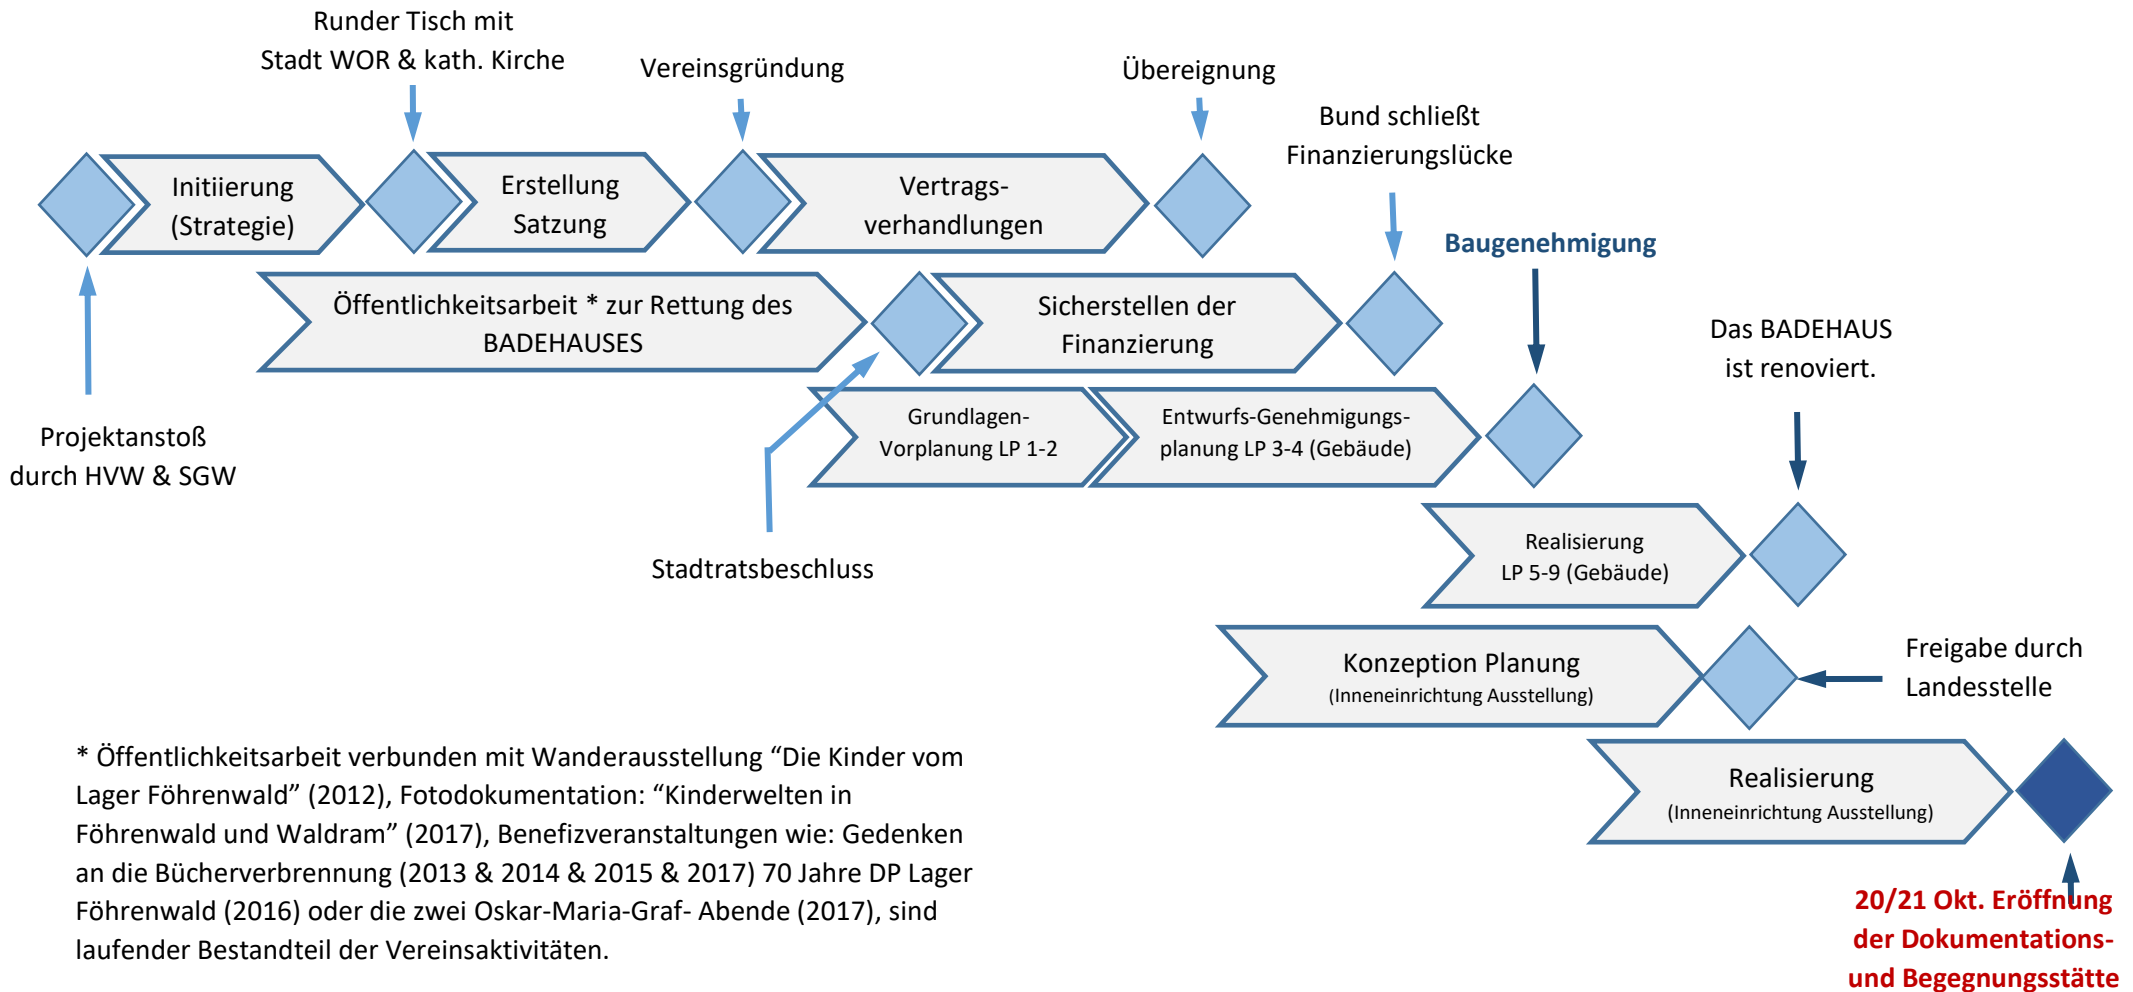 Runder Tisch mit
Stadt WOR & kath. Kirche
Vereinsgründung
Übereignung
Bund schließt
Finanzierungslücke
Initiierung
(Strategie)
Erstellung
Satzung
Vertrags-
verhandlungen
Baugenehmigung
Öffentlichkeitsarbeit * zur Rettung des
BADEHAUSES
Sicherstellen der
Finanzierung
Das BADEHAUS
ist renoviert.
Projektanstoß
durch HVW & SGW
Grundlagen-
Vorplanung LP 1-2
Entwurfs-Genehmigungs-
planung LP 3-4 (Gebäude)
Stadtratsbeschluss
Realisierung
LP 5-9 (Gebäude)
Konzeption Planung
(Inneneinrichtung Ausstellung)
Freigabe durch
Landesstelle
Realisierung
(Inneneinrichtung Ausstellung)
* Öffentlichkeitsarbeit verbunden mit Wanderausstellung “Die Kinder vom
Lager Föhrenwald” (2012), Fotodokumentation: “Kinderwelten in
Föhrenwald und Waldram” (2017), Benefizveranstaltungen wie: Gedenken
an die Bücherverbrennung (2013 & 2014 & 2015 & 2017) 70 Jahre DP Lager
Föhrenwald (2016) oder die zwei Oskar-Maria-Graf- Abende (2017), sind
laufender Bestandteil der Vereinsaktivitäten.
20/21 Okt. Eröffnung
der Dokumentations-
und Begegnungsstätte